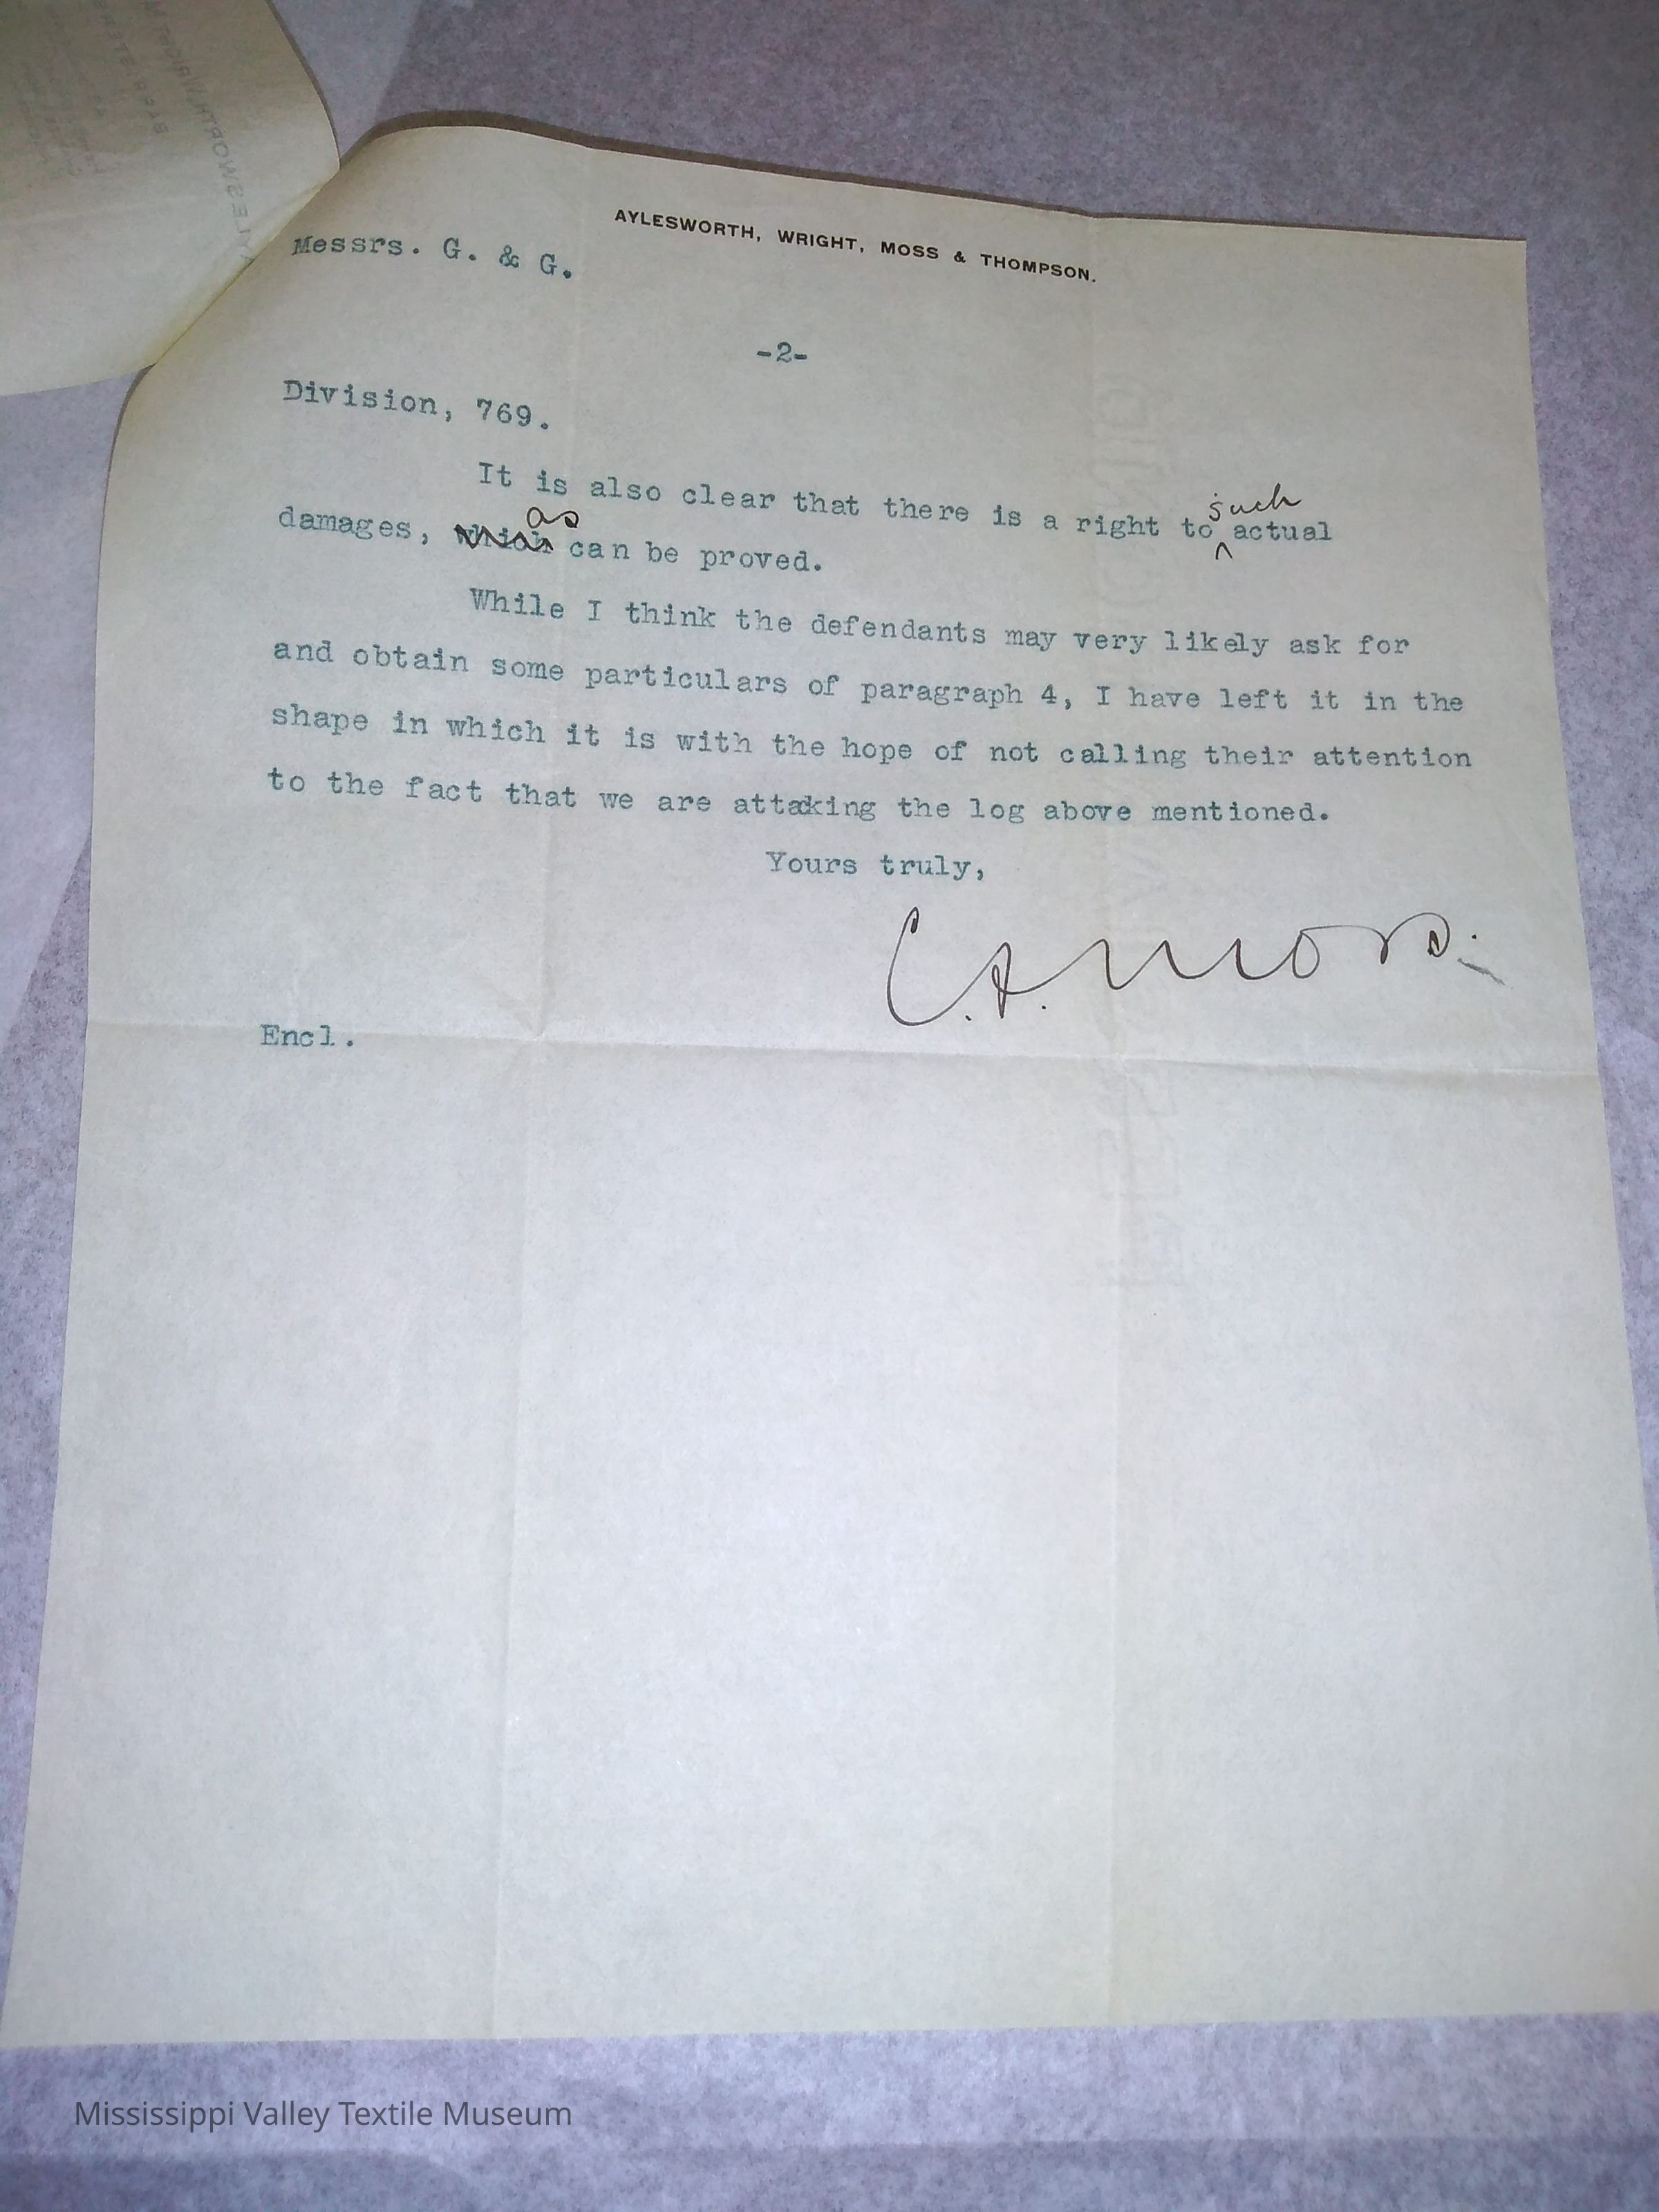 AYLESWORTH, WRIGHT, MOSS & THOMPSON.
Messrs. G. & G.
-2-
Division, 769.
It is also clear that there is a right to such actual
damages, which as can be proved.
While I think the defendants may very likely ask for
and obtain some particulars of paragraph 4, I have left it in the
shape in which it is with the hope of not calling their attention
to the fact that we are attaking the log above mentioned.
Yours truly,
C.A. Moss.
Encl.
Mississippi Valley Textile Museum